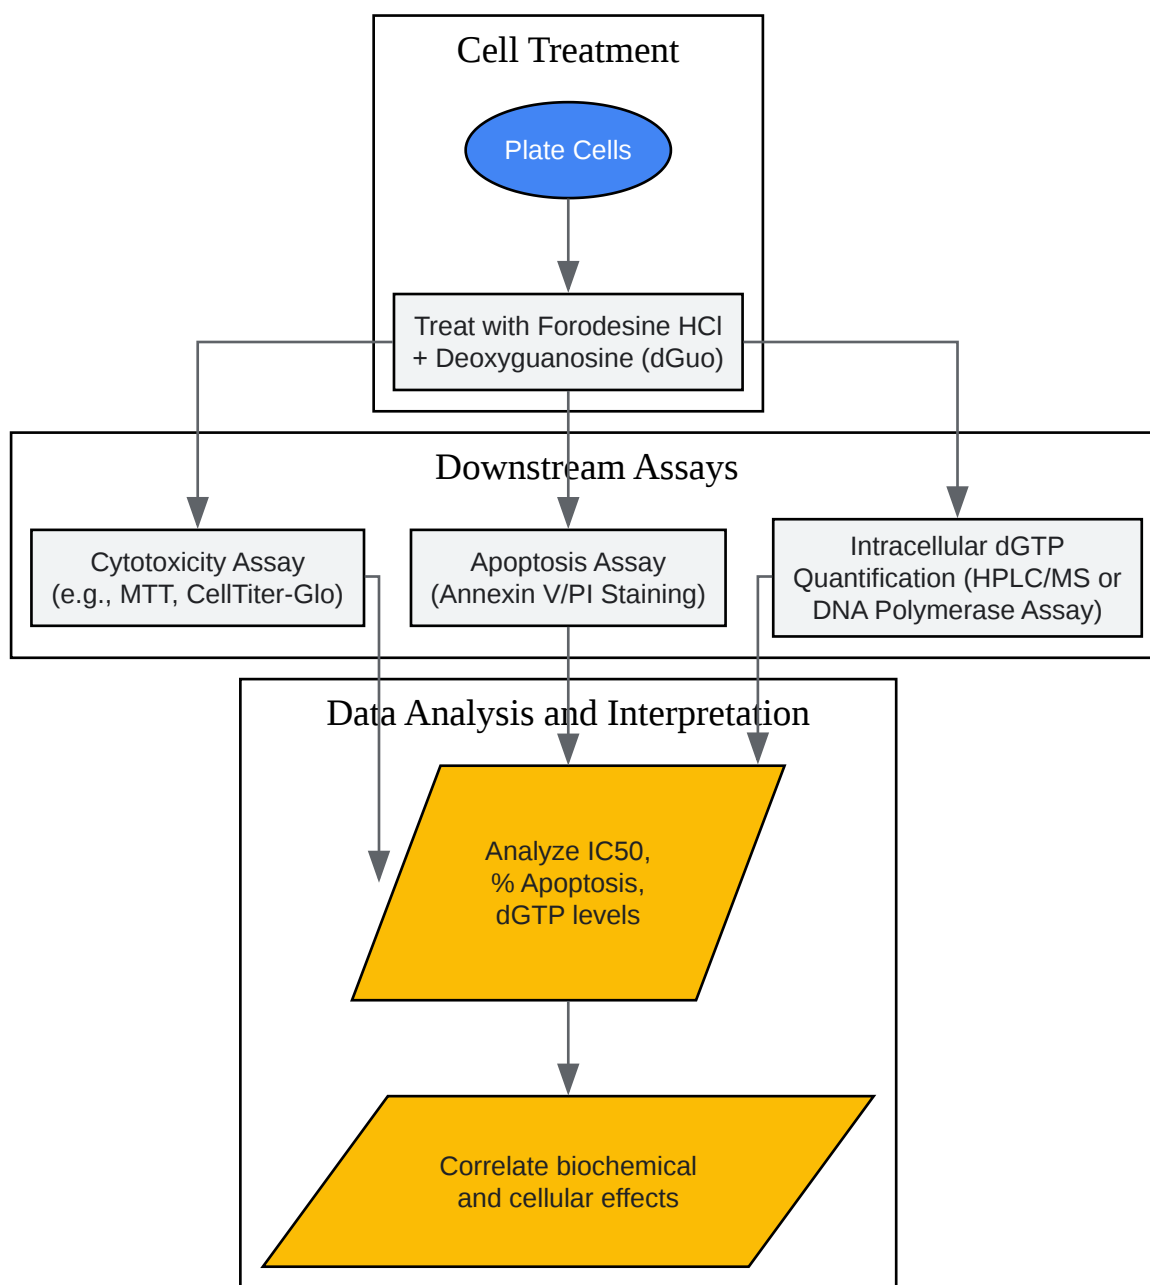 Cell Treatment
Plate Cells
Treat with Forodesine HCl
+ Deoxyguanosine (dGuo)
Downstream Assays
Cytotoxicity Assay
(e.g., MTT, CellTiter-Glo)
Apoptosis Assay
(Annexin V/PI Staining)
Intracellular dGTP
Quantification (HPLC/MS or
DNA Polymerase Assay)
Data Analysis and Interpretation
Analyze IC50,
% Apoptosis,
dGTP levels
Correlate biochemical
and cellular effects